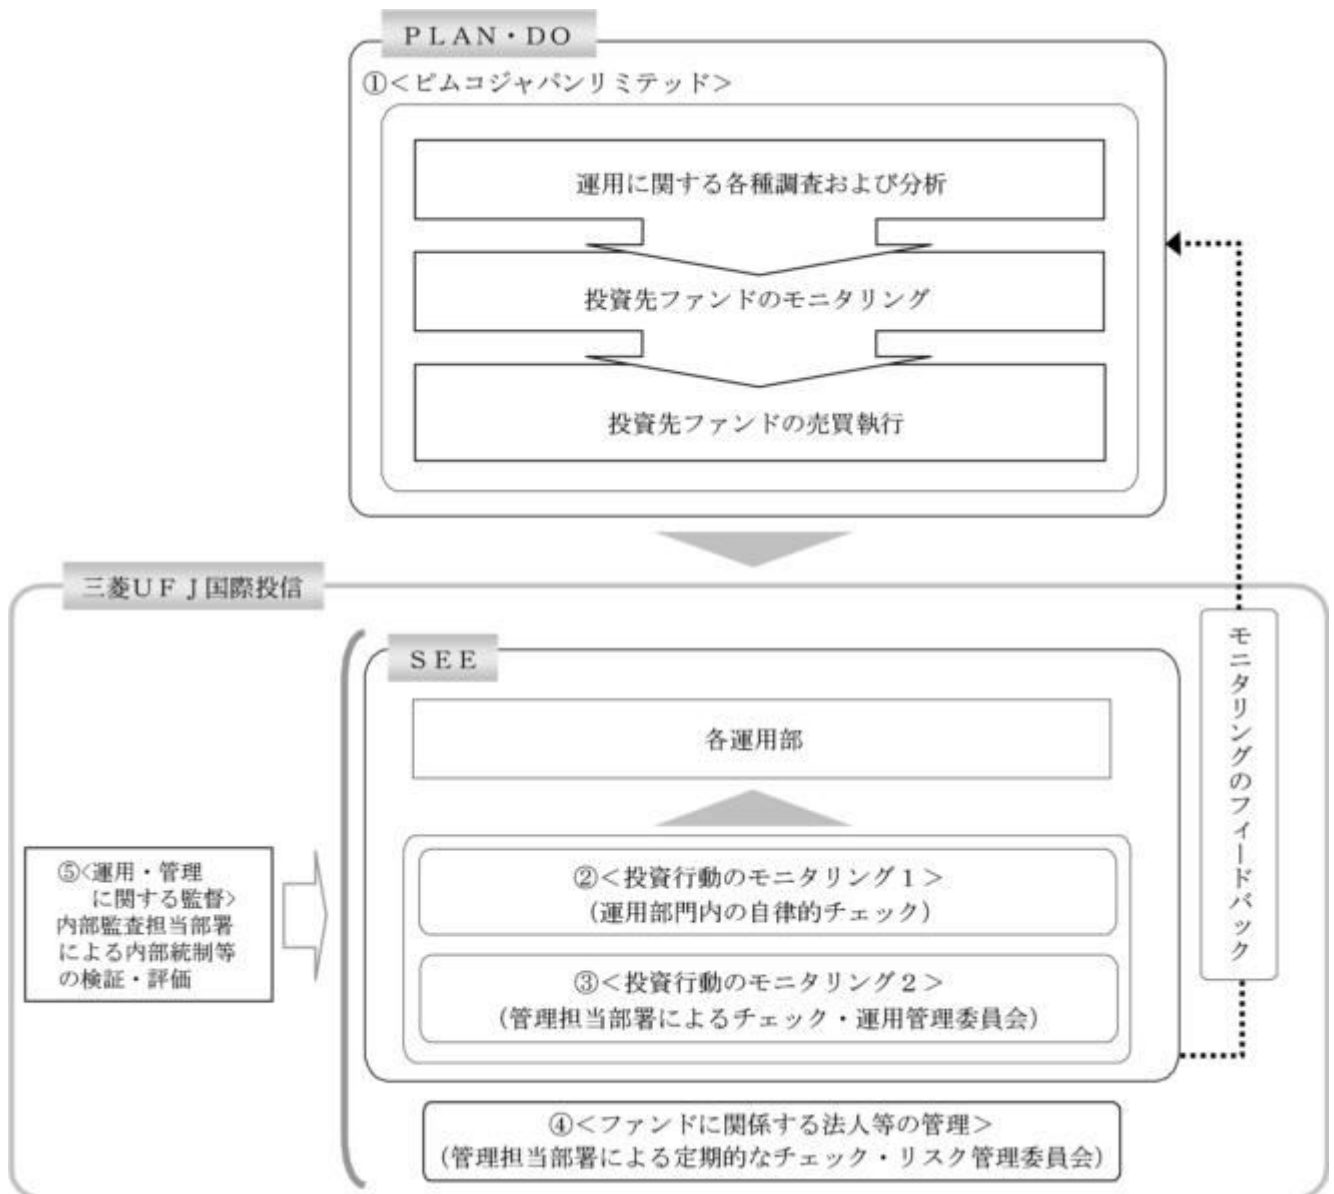 ＰＬＡＮ・ＤＯ
①＜ピムコジャパンリミテッド＞
運用に関する各種調査および分析
投資先ファンドのモニタリング
投資先ファンドの売買執行
三菱ＵＦＪ国際投信
ＳＥＥ
各運用部
②＜投資行動のモニタリング１＞
（運用部門内の自律的チェック）
③＜投資行動のモニタリング２＞
（管理担当部署によるチェック・運用管理委員会）
④＜ファンドに関係する法人等の管理＞
（管理担当部署による定期的なチェック・リスク管理委員会）
⑤<運用・管理
に関する監督>
内部監査担当部署
による内部統制等
の検証・評価
モニタリングのフィードバック